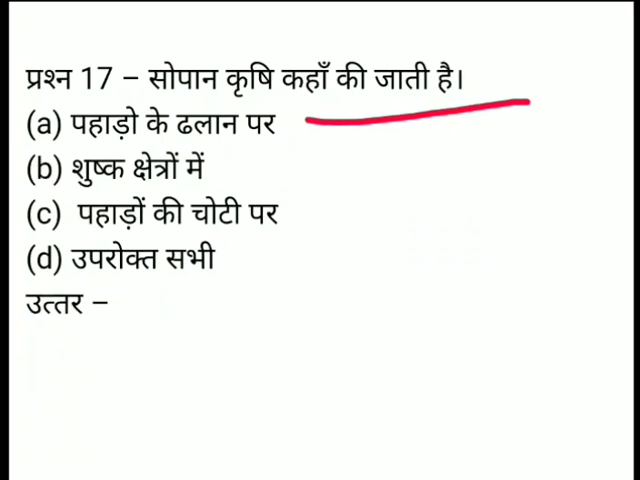 प्रश्न 17 – सोपान कृषि कहाँ की जाती है।
(a) पहाड़ो के ढलान पर
(b) शुष्क क्षेत्रों में
(c) पहाड़ों की चोटी पर
(d) उपरोक्त सभी
उत्तर –